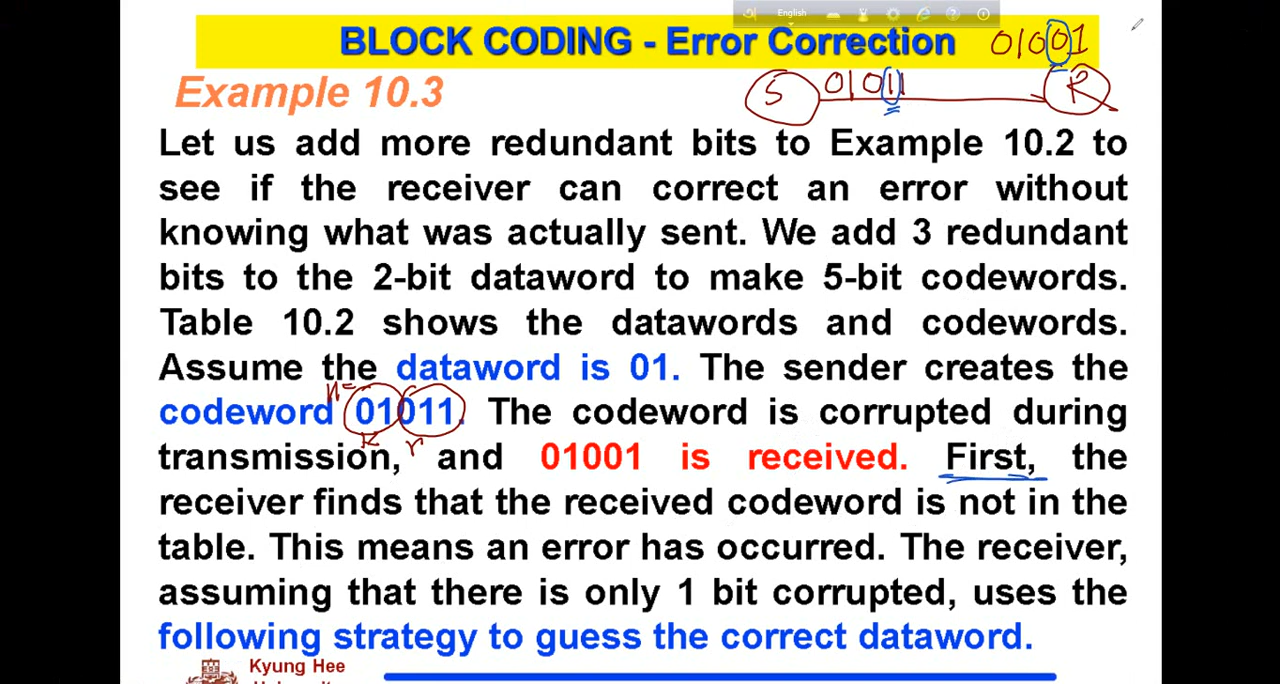 English
BLOCK CODING - Error Correction 01001
Example 10.3
S 01011 R
Let us add more redundant bits to Example 10.2 to
see if the receiver can correct an error without
knowing what was actually sent. We add 3 redundant
bits to the 2-bit dataword to make 5-bit codewords.
Table 10.2 shows the datawords and codewords.
Assume the dataword is 01. The sender creates the
n=
codeword 01011. The codeword is corrupted during
k r
transmission, and 01001 is received. First, the
receiver finds that the received codeword is not in the
table. This means an error has occurred. The receiver,
assuming that there is only 1 bit corrupted, uses the
following strategy to guess the correct dataword.
Kyung Hee